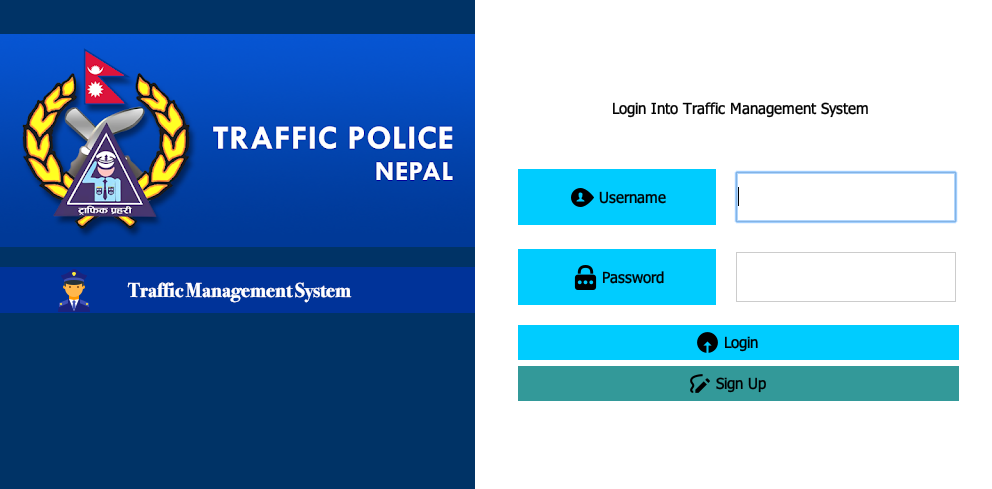 TRAFFIC POLICE
NEPAL
ट्राफिक प्रहरी
Traffic Management System
Login Into Traffic Management System
Username
Password
Login
Sign Up